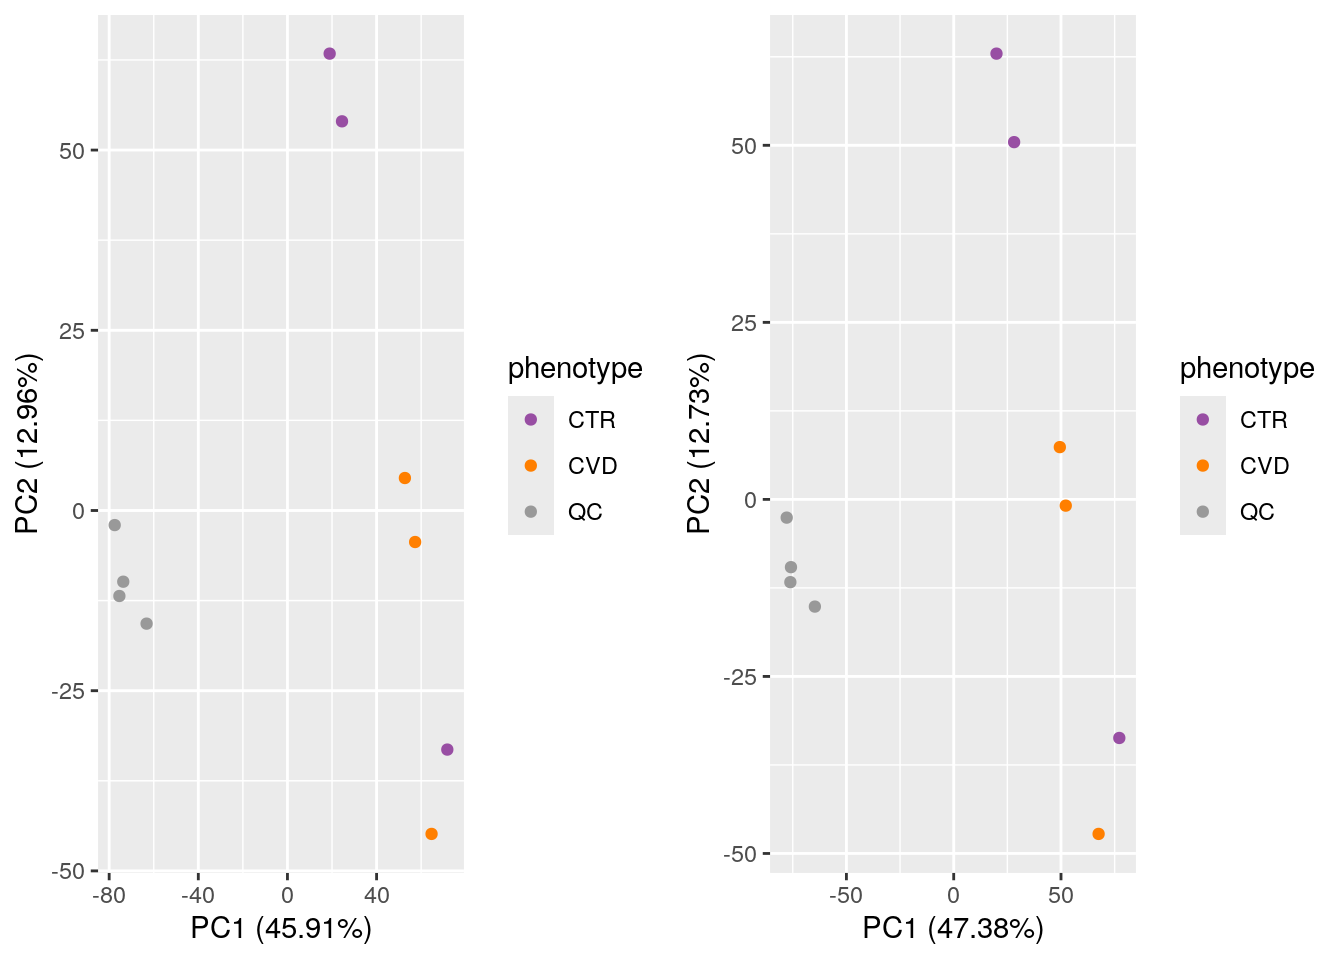 PC2 (12.96%)
50
25
0
-25
-50
-80 -40 0 40
PC1 (45.91%)
phenotype
CTR
CVD
QC
PC2 (12.73%)
50
25
0
-25
-50
-50 0 50
PC1 (47.38%)
phenotype
CTR
CVD
QC